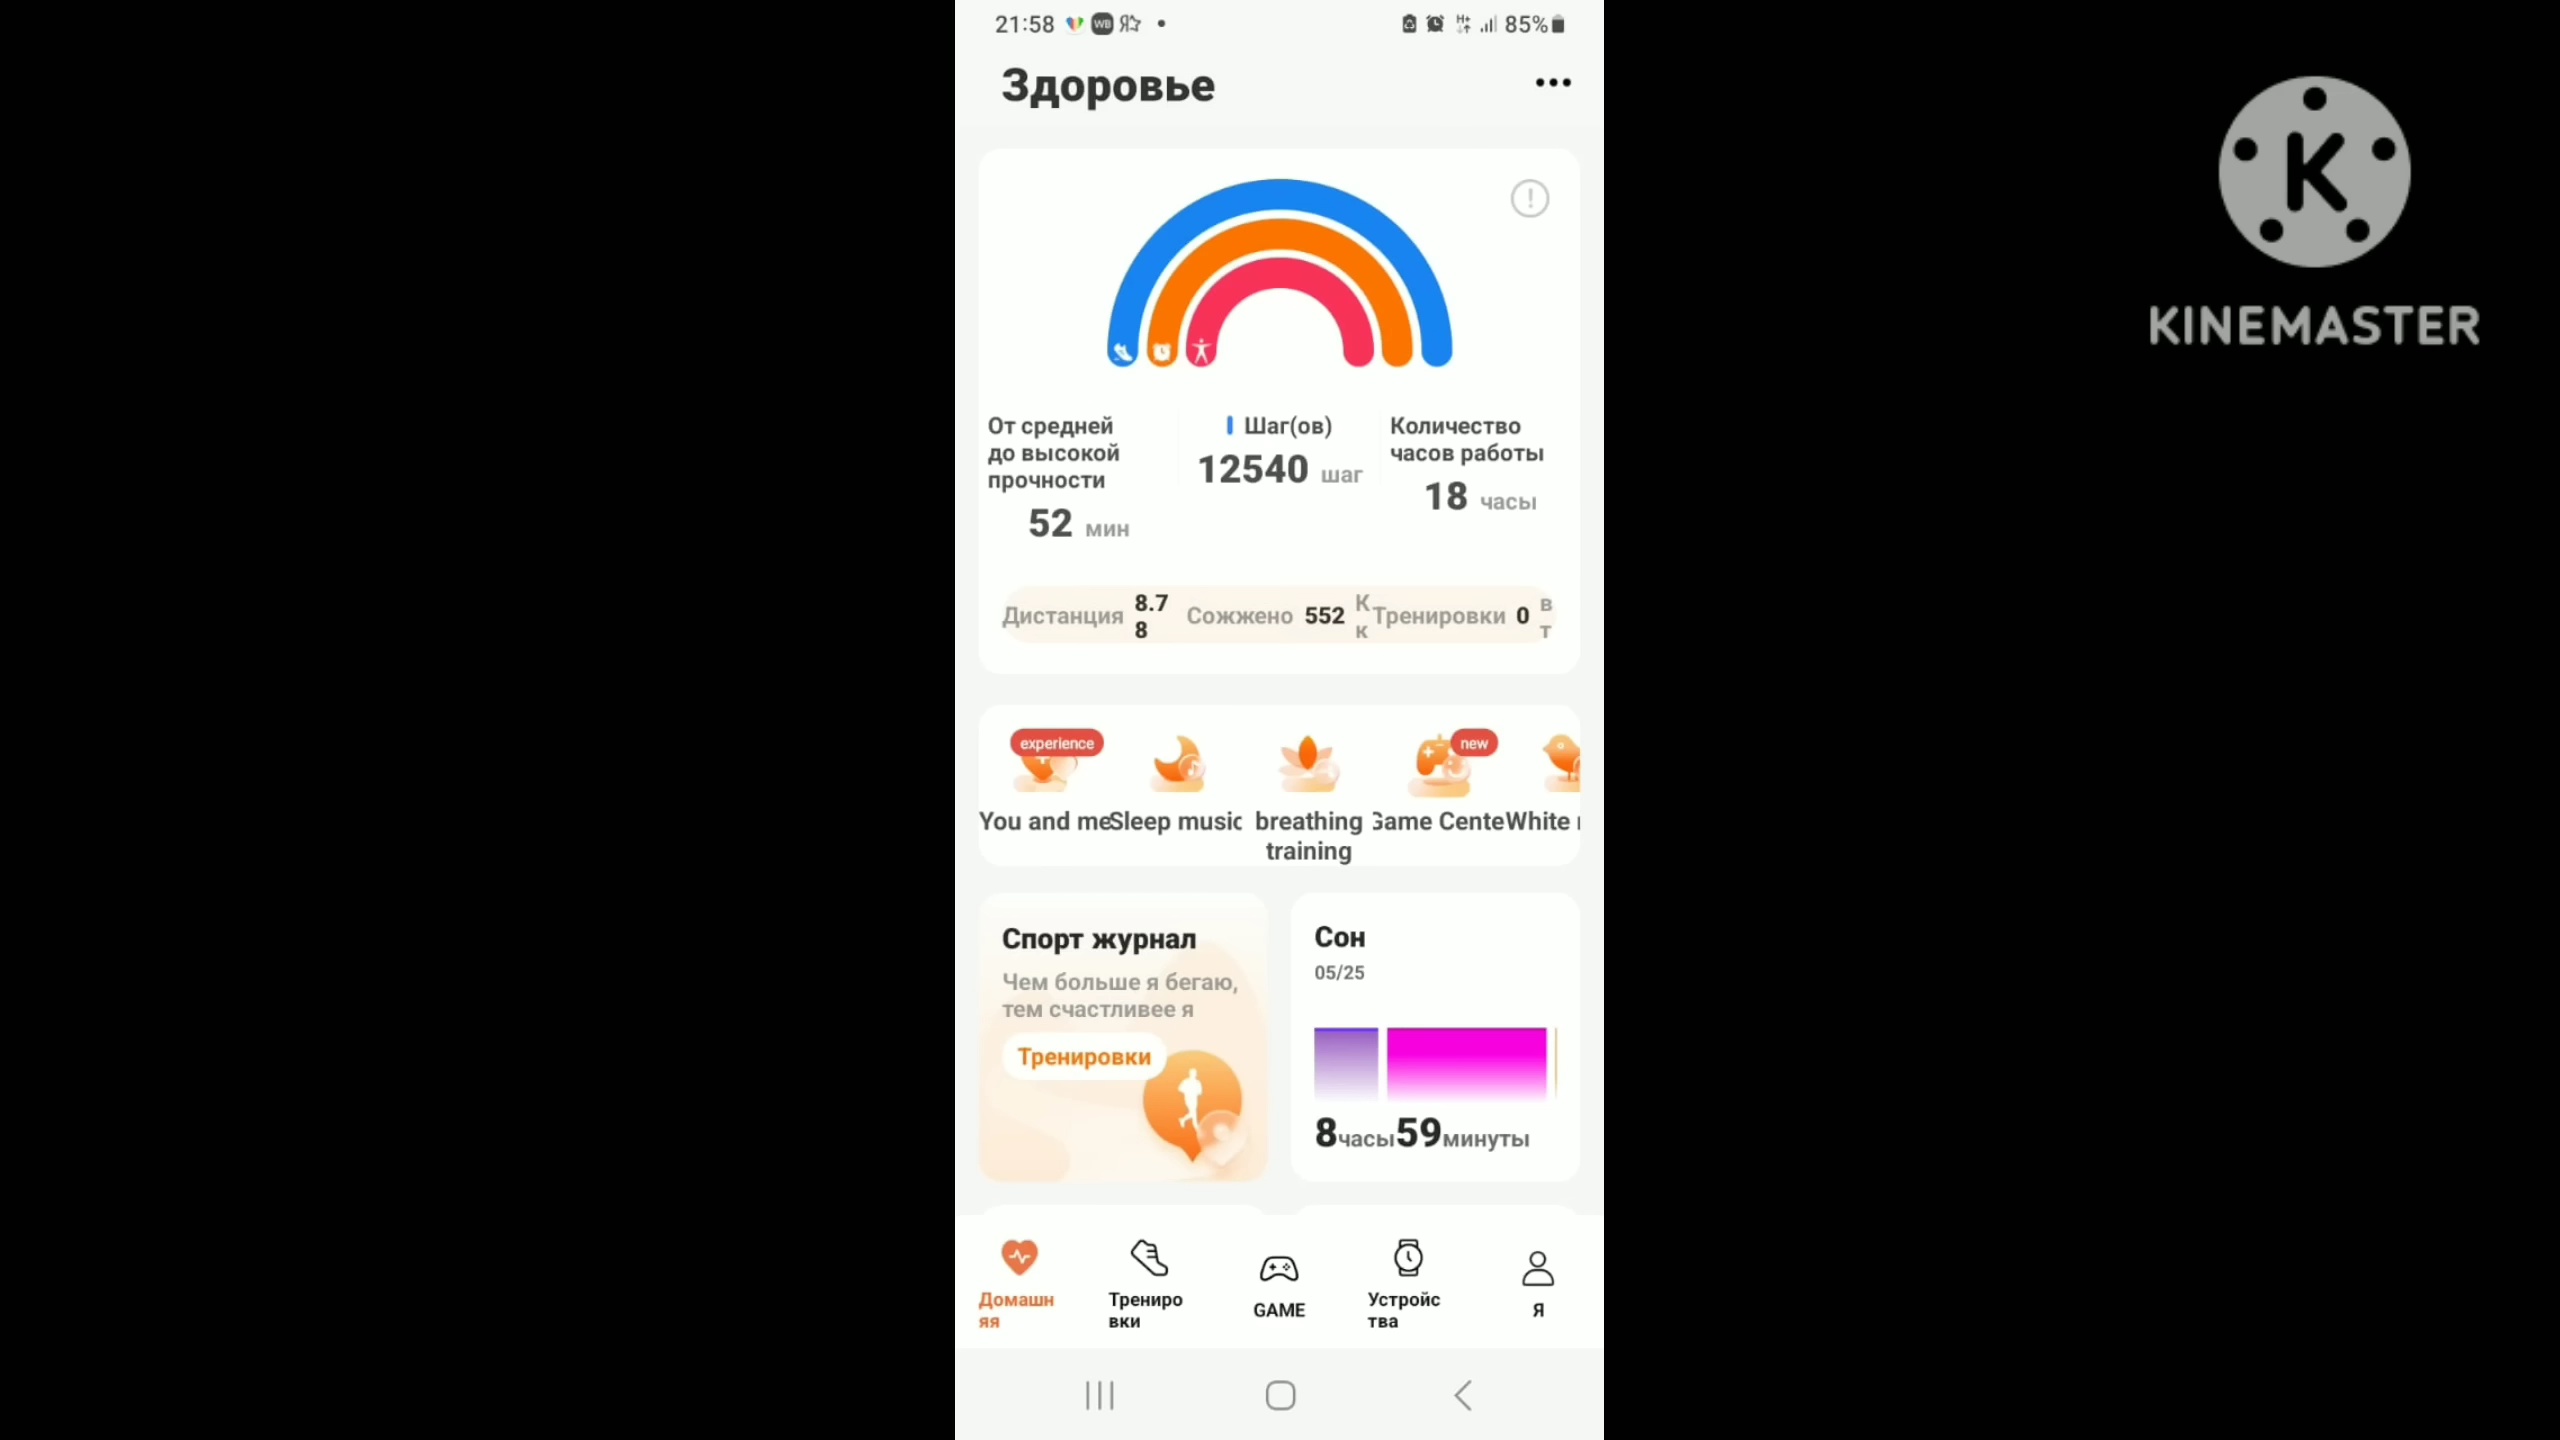 21:58 WB Я 85%
Здоровье
K
KINEMASTER
От средней
до высокой
прочности
52 мин
Шаг(ов)
12540 шаг
Количество
часов работы
18 часы
Дистанция 8.7
8
Сожжено 552 К
к
Тренировки 0 в
т
experience
new
You and me
Sleep music
breathing
training
Game Cente
White
Спорт журнал
Чем больше я бегаю,
тем счастливее я
Тренировки
Сон
05/25
8часы59минуты
Домашн
яя
Трениро
вки
GAME
Устройс
тва
Я